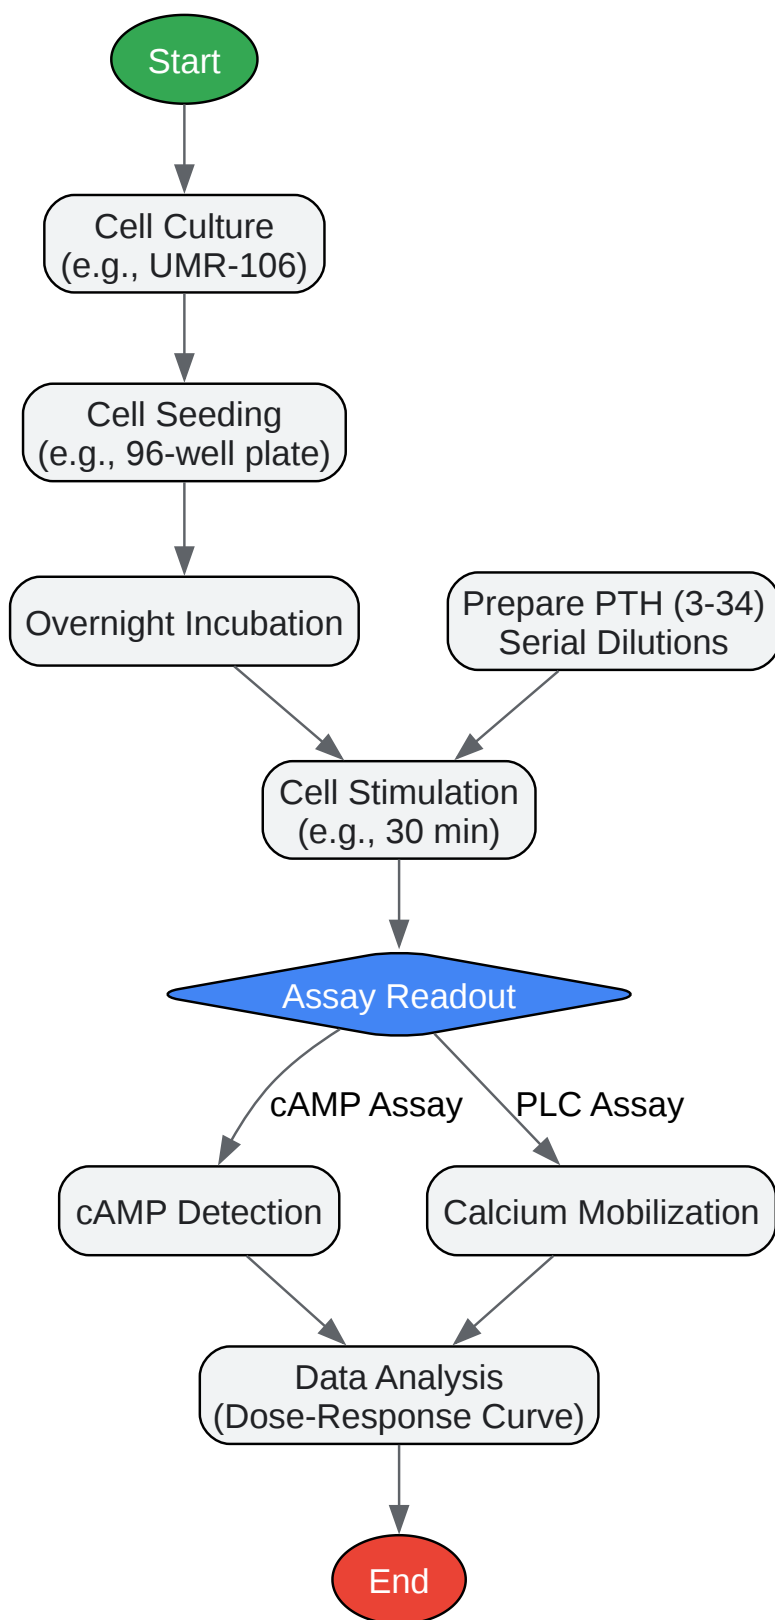 Start
Cell Culture
(e.g., UMR-106)
Cell Seeding
(e.g., 96-well plate)
Overnight Incubation
Prepare PTH (3-34)
Serial Dilutions
Cell Stimulation
(e.g., 30 min)
Assay Readout
cAMP Assay
PLC Assay
cAMP Detection
Calcium Mobilization
Data Analysis
(Dose-Response Curve)
End